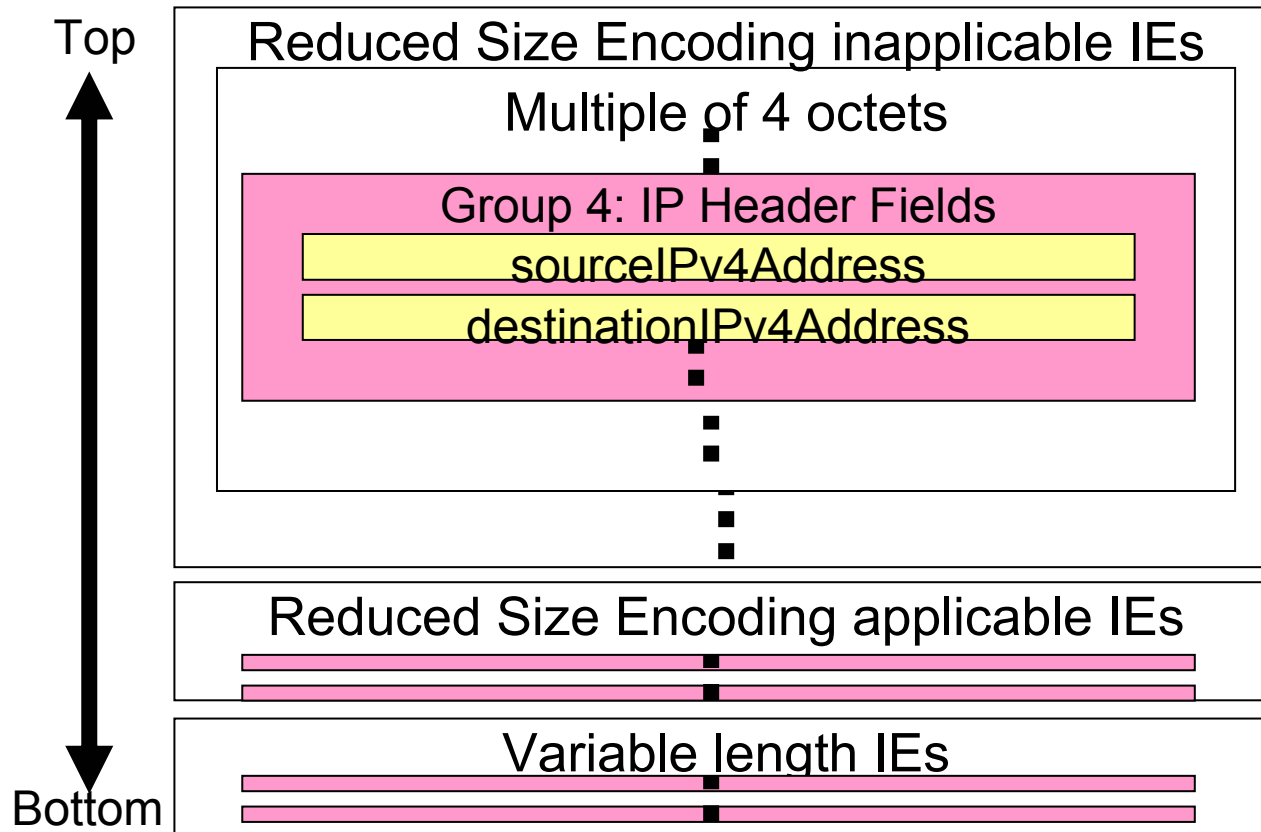 Top
Reduced Size Encoding inapplicable IEs
Multiple of 4 octets
Group 4: IP Header Fields
sourceIPv4Address
destinationIPv4Address
Reduced Size Encoding applicable IEs
Variable length IEs
Bottom